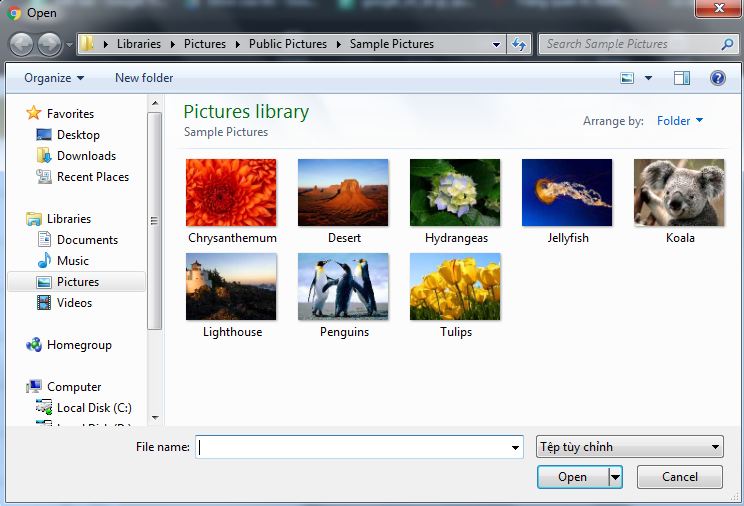 Open
Libraries Pictures Public Pictures Sample Pictures
Search Sample Pictures
Organize New folder
Favorites
Desktop
Downloads
Recent Places
Libraries
Documents
Music
Pictures
Videos
Homegroup
Computer
Local Disk (C:)
Pictures library
Sample Pictures
Arrange by: Folder
Chrysanthemum Desert Hydrangeas Jellyfish Koala
Lighthouse Penguins Tulips
File name:
Tệp tùy chỉnh
Open Cancel